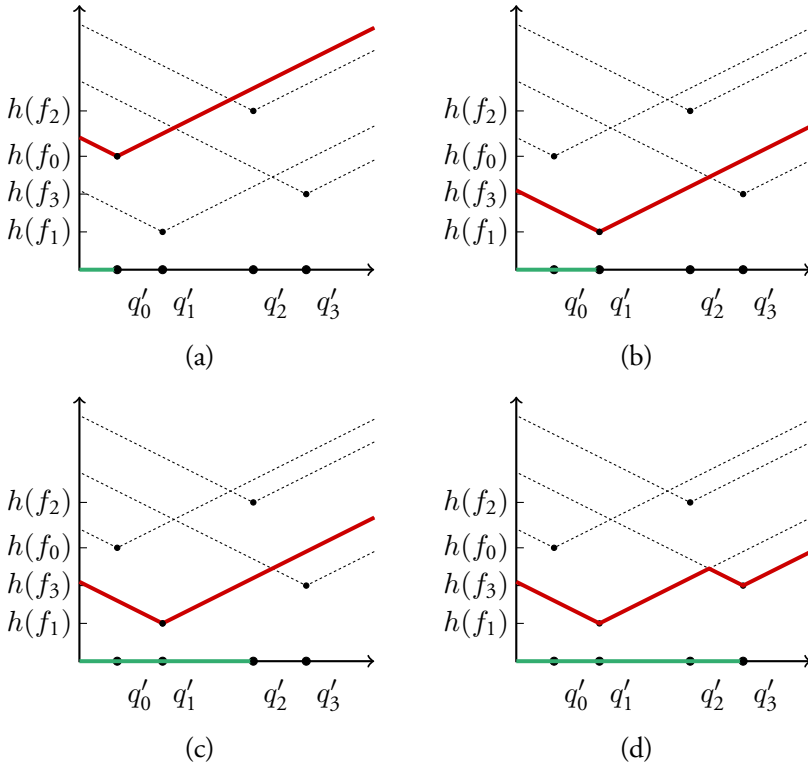 h(f₂)
h(f₀)
h(f₃)
h(f₁)
q′₀ q′₁ q′₂ q′₃
(a)
h(f₂)
h(f₀)
h(f₃)
h(f₁)
q′₀ q′₁ q′₂ q′₃
(b)
h(f₂)
h(f₀)
h(f₃)
h(f₁)
q′₀ q′₁ q′₂ q′₃
(c)
h(f₂)
h(f₀)
h(f₃)
h(f₁)
q′₀ q′₁ q′₂ q′₃
(d)